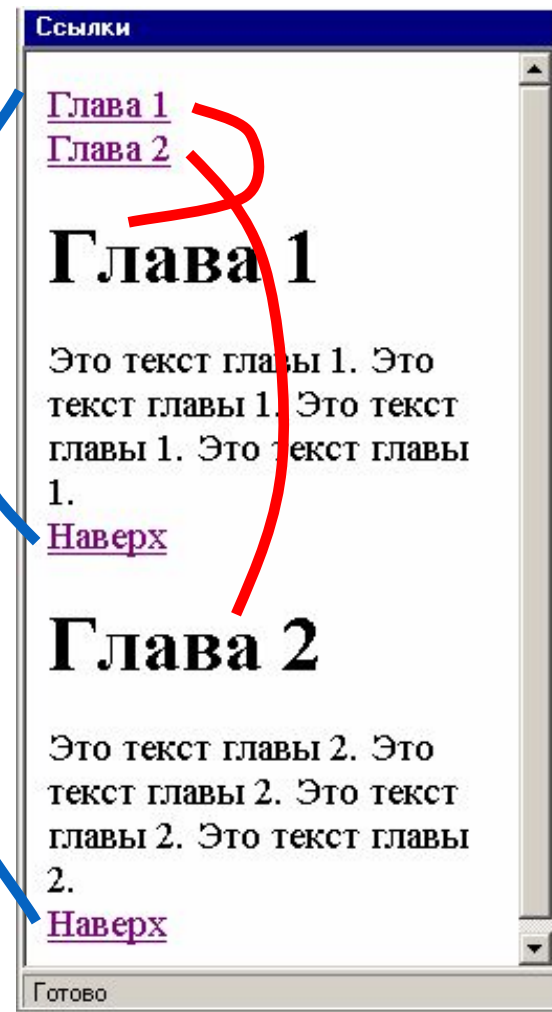 Ссылки
Глава 1
Глава 2
Глава 1
Это текст главы 1. Это
текст главы 1. Это текст
главы 1. Это текст главы
1.
Наверх
Глава 2
Это текст главы 2. Это
текст главы 2. Это текст
главы 2. Это текст главы
2.
Наверх
Готово